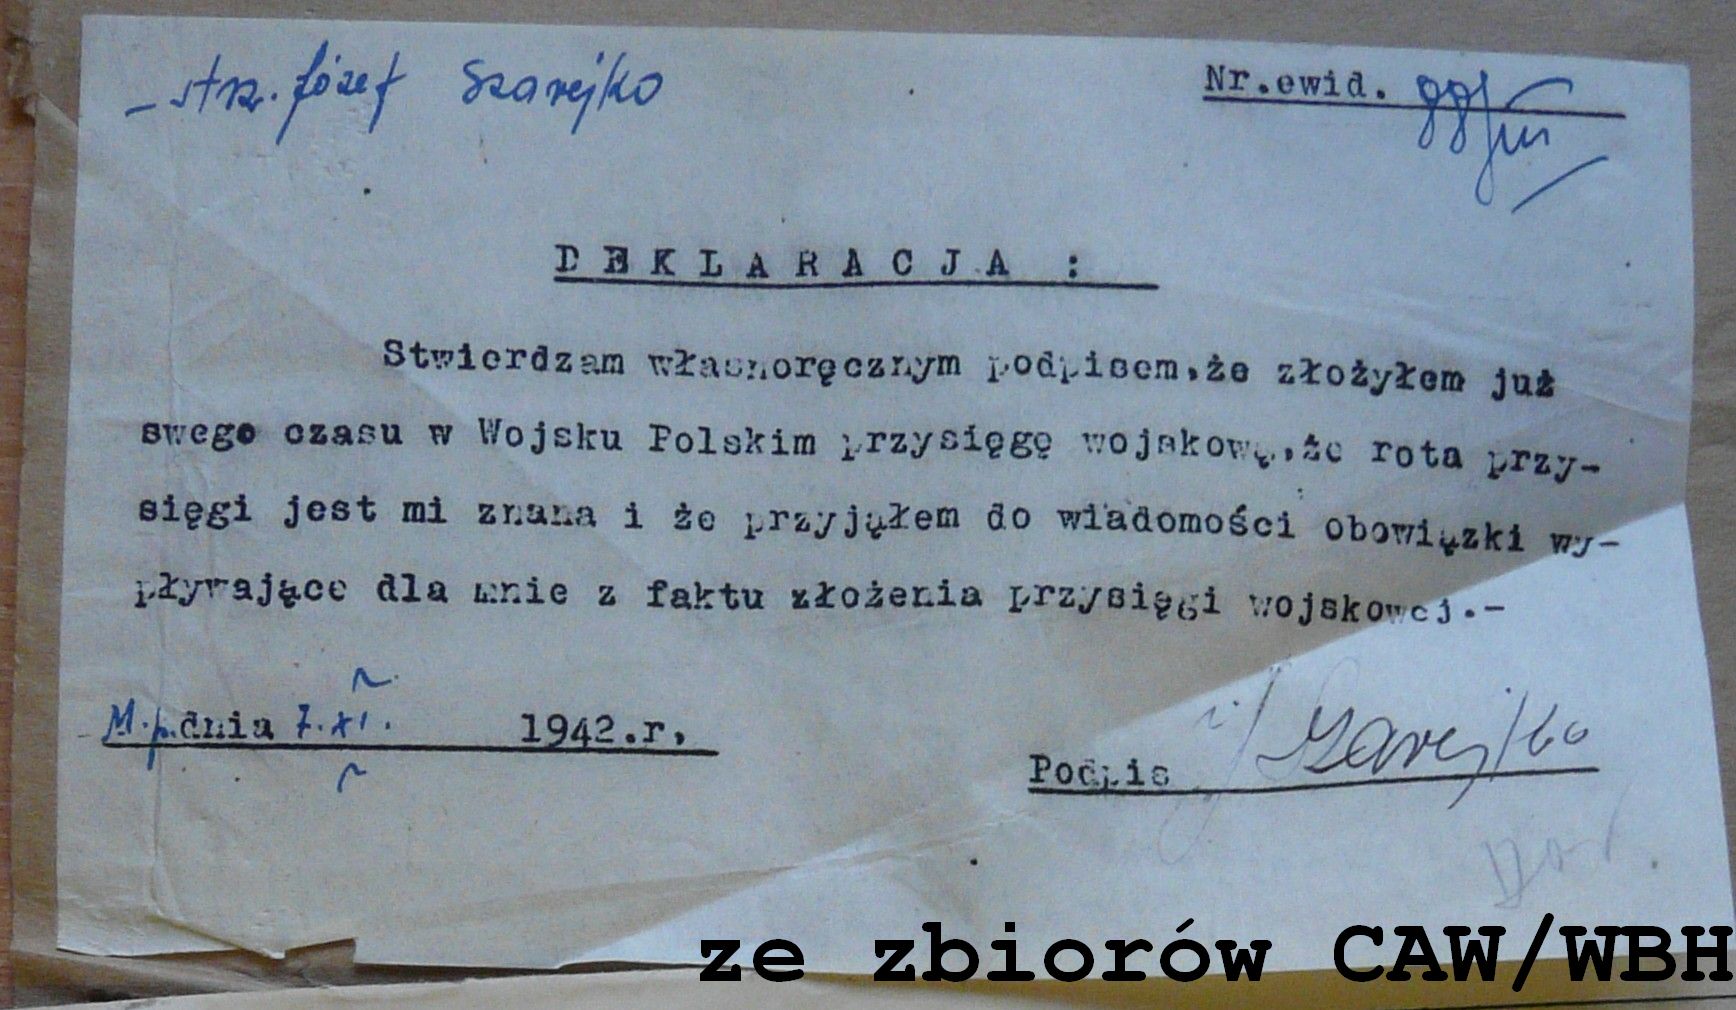 - strz. Józef Szarejko
Nr.ewid.
DEKLARACJA :
Stwierdzam własnoręcznym podpisem,że złożyłem już
swego czasu w Wojsku Polskim przysięgę wojskową,że rota przy-
sięgi jest mi znana i że przyjąłem do wiadomości obowiązki wy-
pływające dla mnie z faktu złożenia przysięgi wojskowej.-
M.p.dnia 7.XI. 1942.r.
Podpis Szarejko
ze zbiorów CAW/WBH